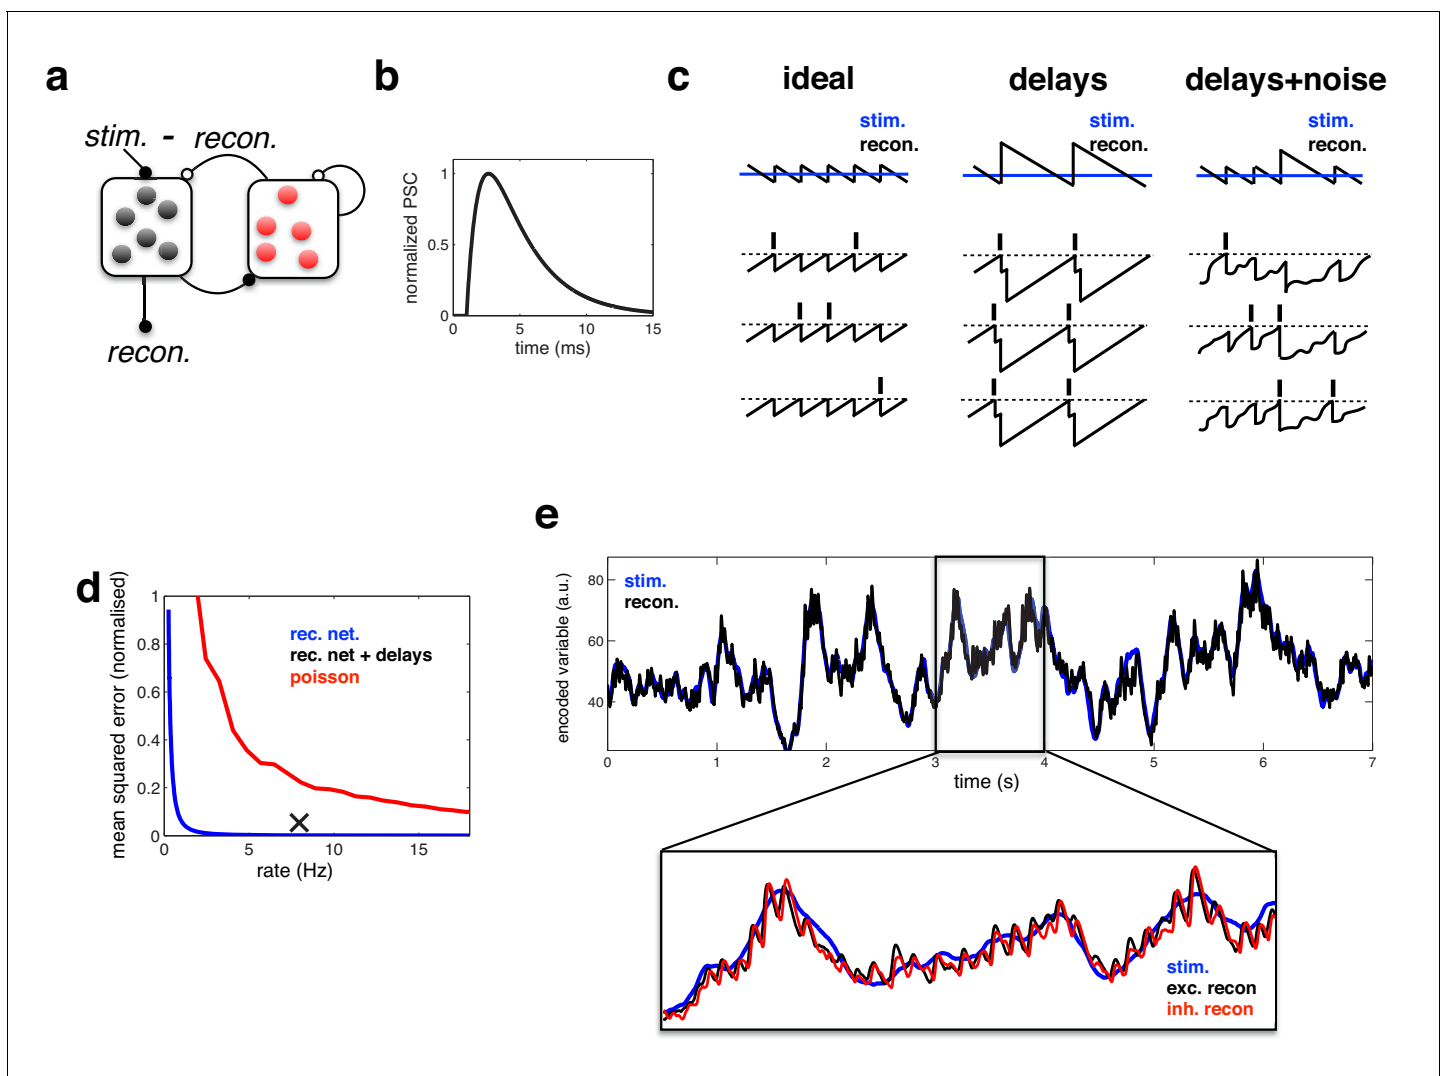 a
stim. - recon.
recon.
b
normalized PSC
1
0.5
0
0 5 10 15
time (ms)
c
ideal delays delays+noise
stim. stim. stim.
recon. recon. recon.
d
mean squared error (normalised)
1
0.8
0.6
0.4
0.2
0
0 5 10 15
rate (Hz)
rec. net.
rec. net + delays
poisson
e
encoded variable (a.u.)
80
60
40
stim.
recon.
0 1 2 3 4 5 6 7
time (s)
stim.
exc. recon
inh. recon